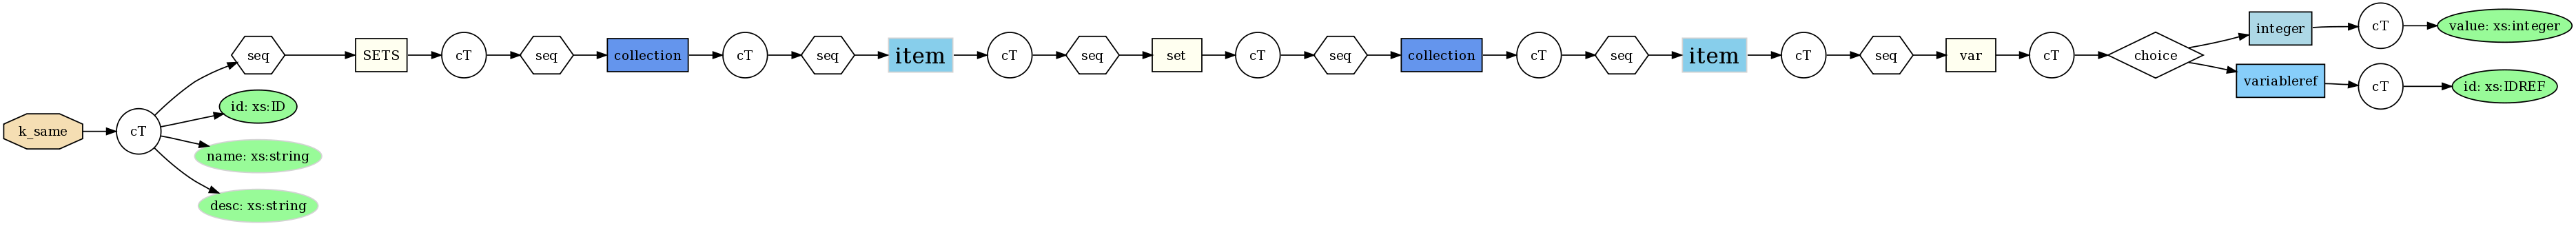 k_same
cT
seq
id: xs:ID
name: xs:string
desc: xs:string
SETS
cT
seq
collection
cT
seq
item
cT
seq
set
cT
seq
collection
cT
seq
item
cT
seq
var
cT
choice
integer
cT
value: xs:integer
variableref
cT
id: xs:IDREF